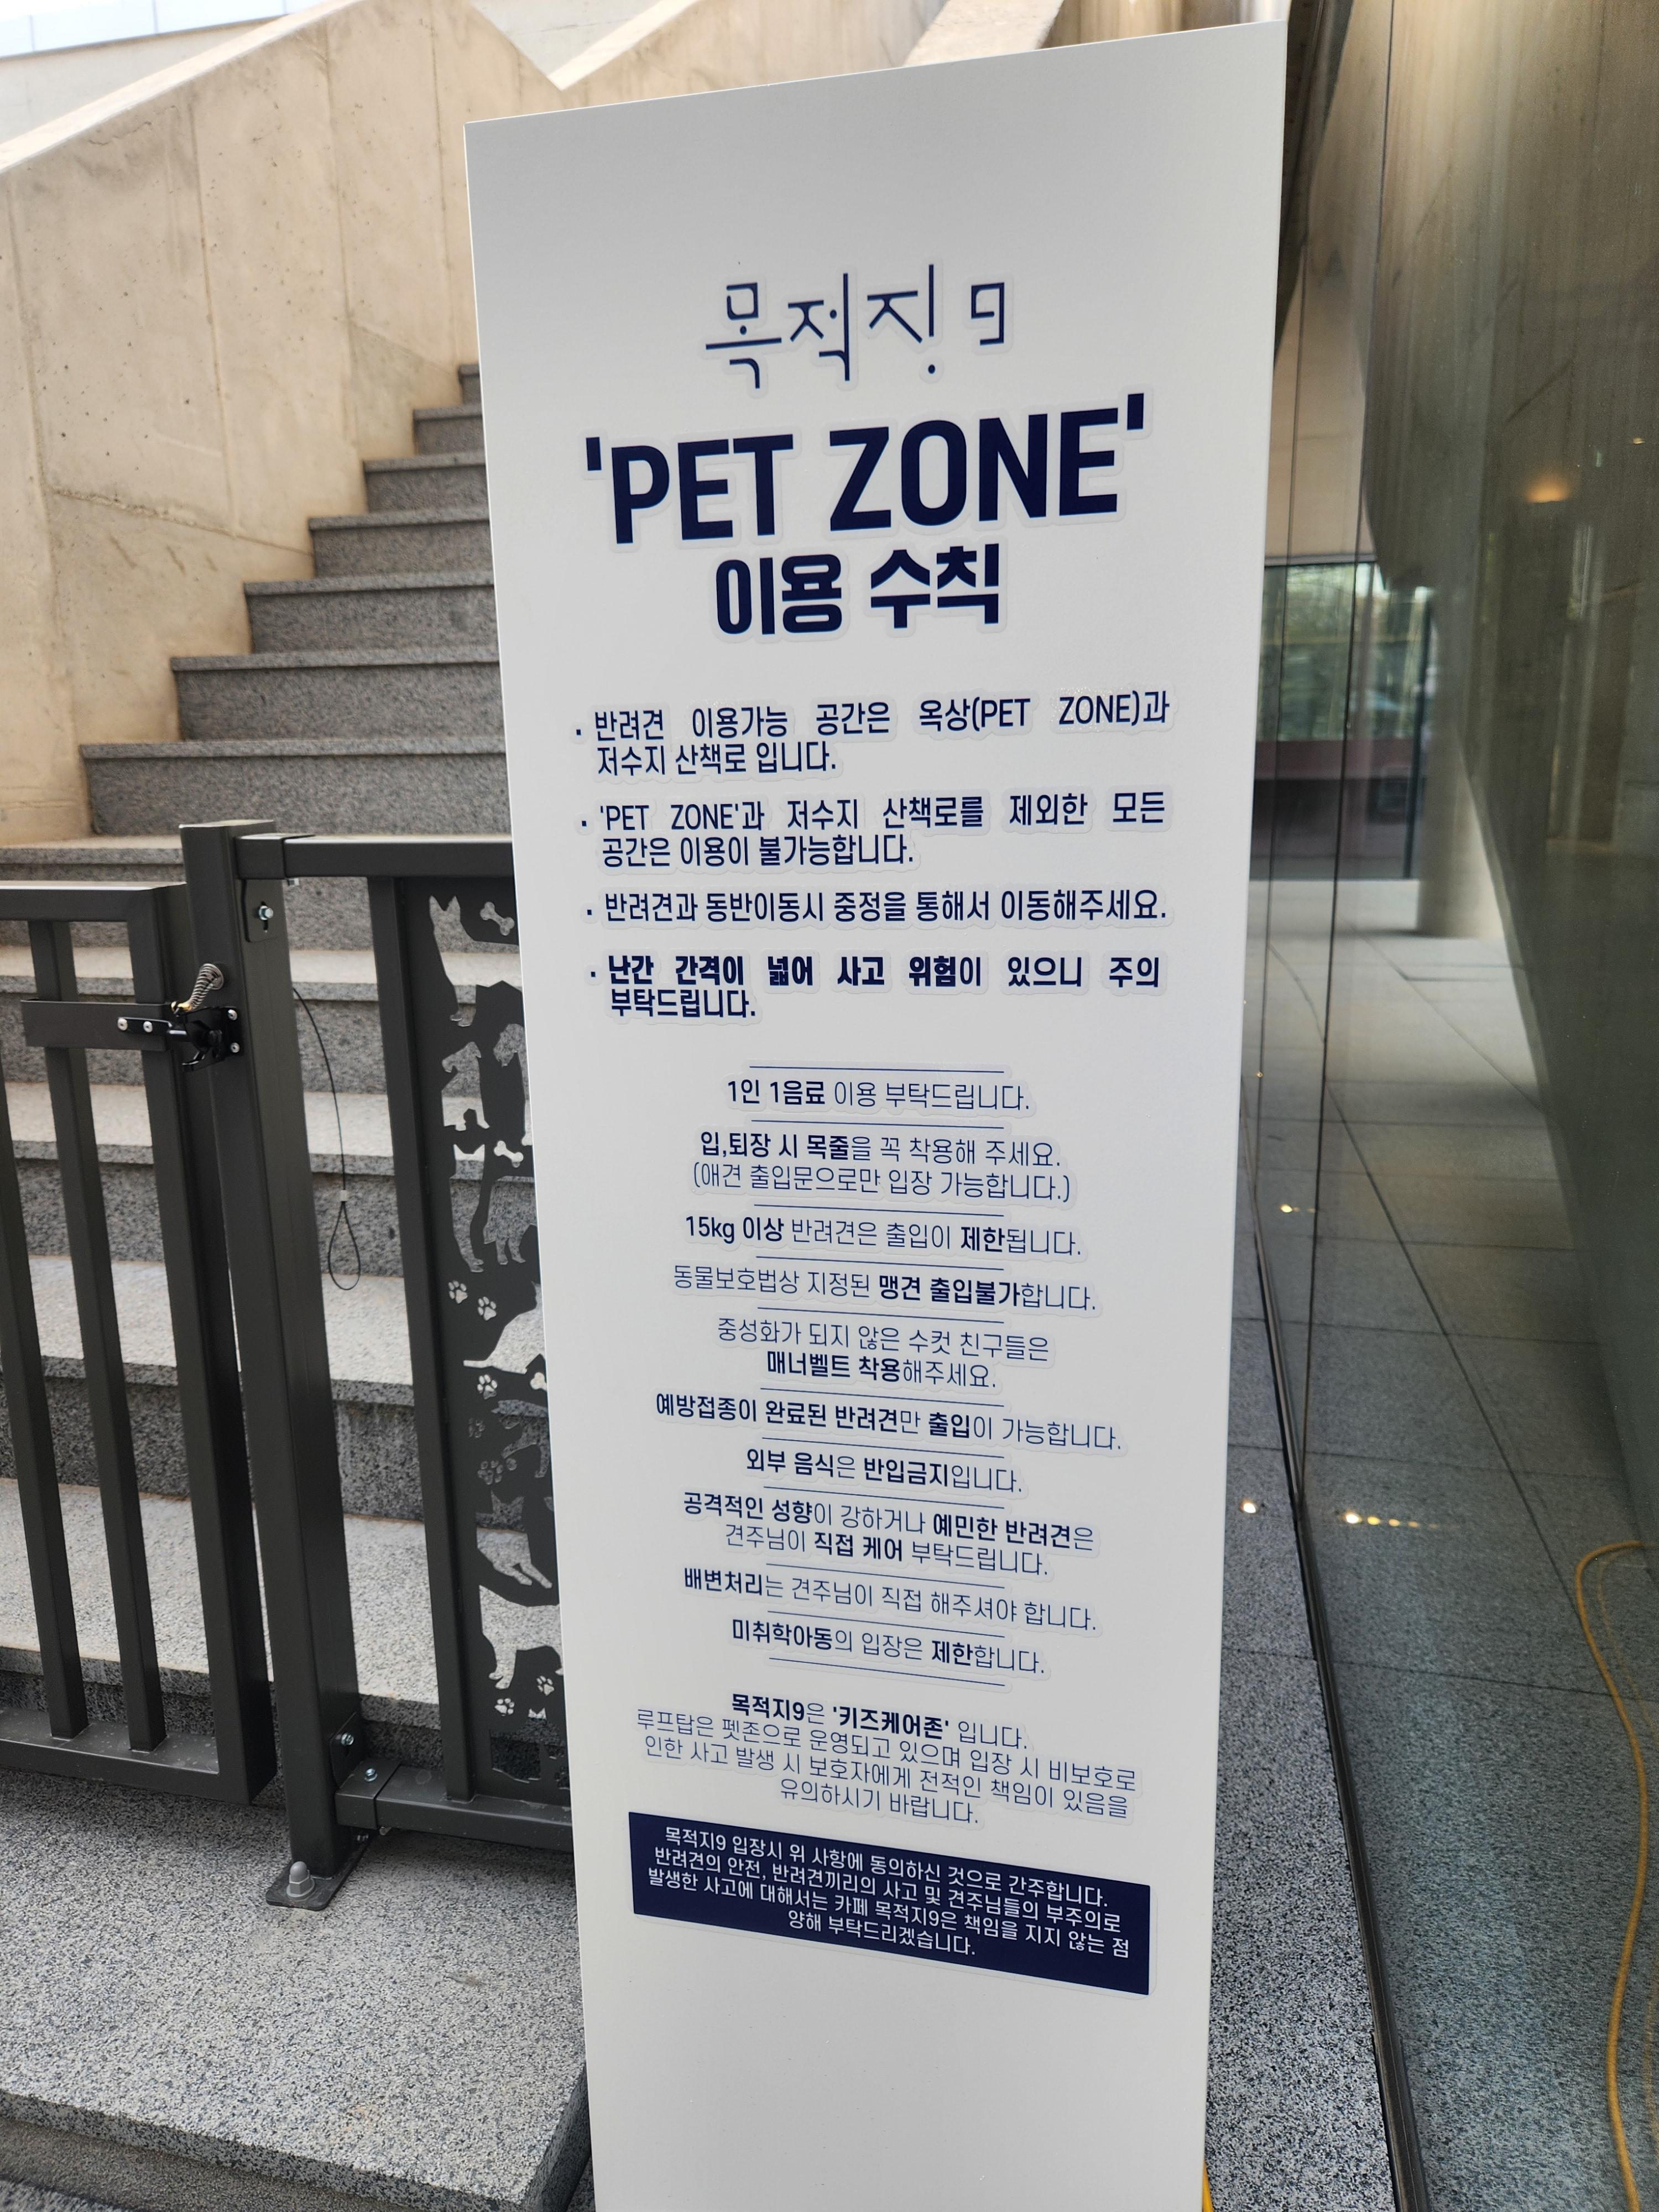 목적지9
'PET ZONE'
이용 수칙
· 반려견 이용가능 공간은 옥상(PET ZONE)과
저수지 산책로 입니다.
· 'PET ZONE'과 저수지 산책로를 제외한 모든
공간은 이용이 불가능합니다.
· 반려견과 동반이동시 중정을 통해서 이동해주세요.
· 난간 간격이 넓어 사고 위험이 있으니 주의
부탁드립니다.
1인 1음료 이용 부탁드립니다.
입,퇴장 시 목줄을 꼭 착용해 주세요.
(애견 출입문으로만 입장 가능합니다.)
15kg 이상 반려견은 출입이 제한됩니다.
동물보호법상 지정된 맹견 출입불가합니다.
중성화가 되지 않은 수컷 친구들은
매너벨트 착용해주세요.
예방접종이 완료된 반려견만 출입이 가능합니다.
외부 음식은 반입금지입니다.
공격적인 성향이 강하거나 예민한 반려견은
견주님이 직접 케어 부탁드립니다.
배변처리는 견주님이 직접 해주셔야 합니다.
미취학아동의 입장은 제한합니다.
목적지9은 '키즈케어존' 입니다.
루프탑은 펫존으로 운영되고 있으며 입장 시 비보호로
인한 사고 발생 시 보호자에게 전적인 책임이 있음을
유의하시기 바랍니다.
목적지9 입장시 위 사항에 동의하신 것으로 간주합니다.
반려견의 안전, 반려견끼리의 사고 및 견주님들의 부주의로
발생한 사고에 대해서는 카페 목적지9은 책임을 지지 않는 점
양해 부탁드리겠습니다.